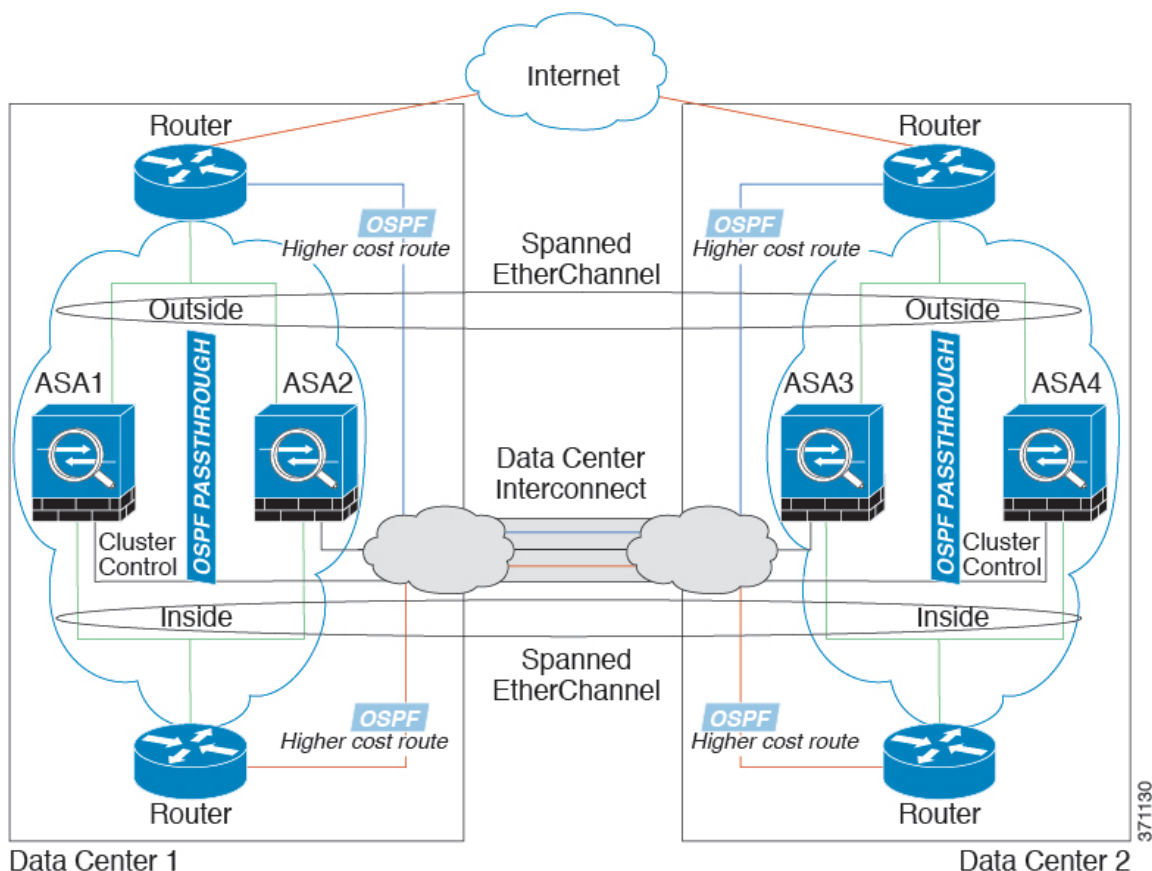 Internet
Router
Router
OSPF
Higher cost route
Spanned
EtherChannel
OSPF
Higher cost route
Outside
Outside
ASA1
ASA2
ASA3
ASA4
OSPF PASSTHROUGH
OSPF PASSTHROUGH
Data Center
Interconnect
Cluster
Control
Cluster
Control
Inside
Inside
Spanned
EtherChannel
OSPF
Higher cost route
OSPF
Higher cost route
Router
Router
371130
Data Center 1
Data Center 2